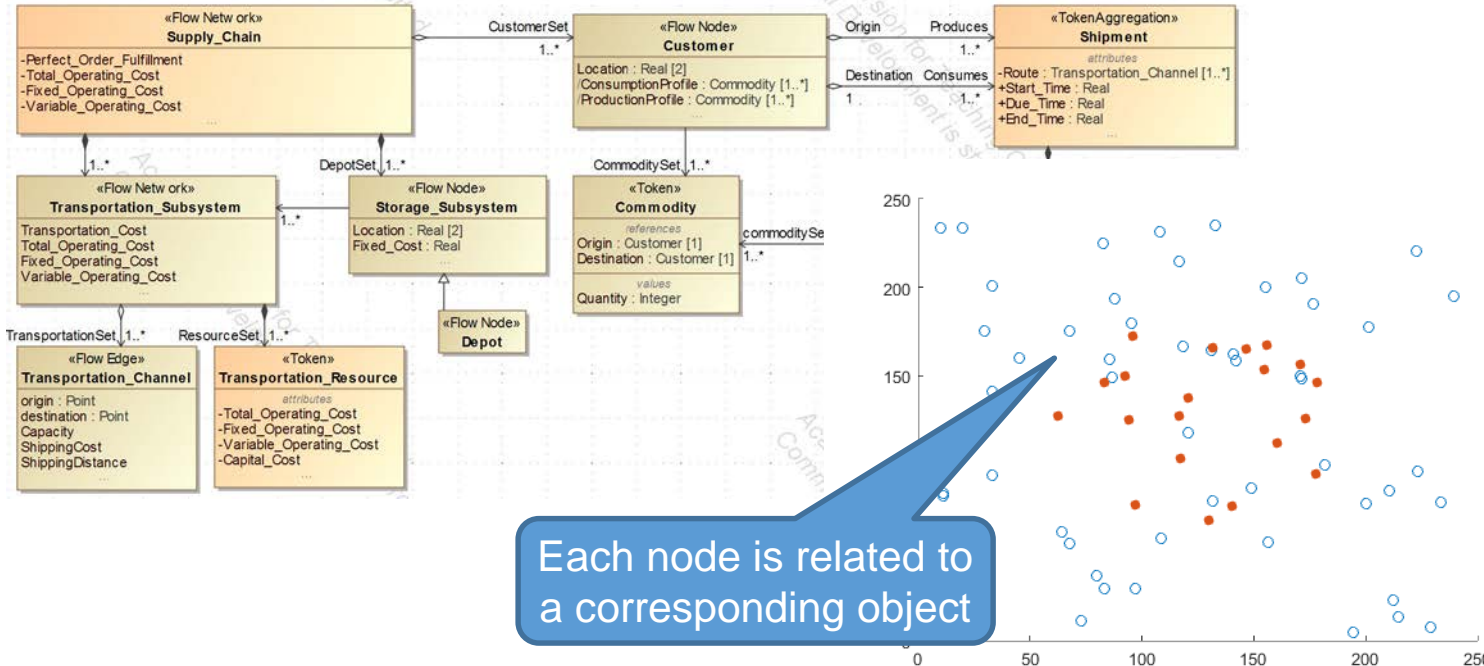 «Flow Network»
Supply_Chain
-Perfect_Order_Fulfillment
-Total_Operating_Cost
-Fixed_Operating_Cost
-Variable_Operating_Cost
...
CustomerSet
1..*
«Flow Node»
Customer
Location : Real [2]
/ConsumptionProfile : Commodity [1..*]
/ProductionProfile : Commodity [1..*]
...
Origin Produces
1..*
Destination Consumes
1 1..*
«TokenAggregation»
Shipment
attributes
-Route : Transportation_Channel [1..*]
+Start_Time : Real
+Due_Time : Real
+End_Time : Real
...
1..*
DepotSet 1..*
CommoditySet 1..*
«Flow Network»
Transportation_Subsystem
Transportation_Cost
Total_Operating_Cost
Fixed_Operating_Cost
Variable_Operating_Cost
...
1..*
«Flow Node»
Storage_Subsystem
Location : Real [2]
Fixed_Cost : Real
...
«Flow Node»
Depot
«Token»
Commodity
references
Origin : Customer [1]
Destination : Customer [1]
values
Quantity : Integer
commoditySe
1..*
TransportationSet 1..*
ResourceSet 1..*
«Flow Edge»
Transportation_Channel
origin : Point
destination : Point
Capacity
ShippingCost
ShippingDistance
...
«Token»
Transportation_Resource
attributes
-Total_Operating_Cost
-Fixed_Operating_Cost
-Variable_Operating_Cost
-Capital_Cost
...
250
200
150
0 50 100 150 200 250
Each node is related to
a corresponding object